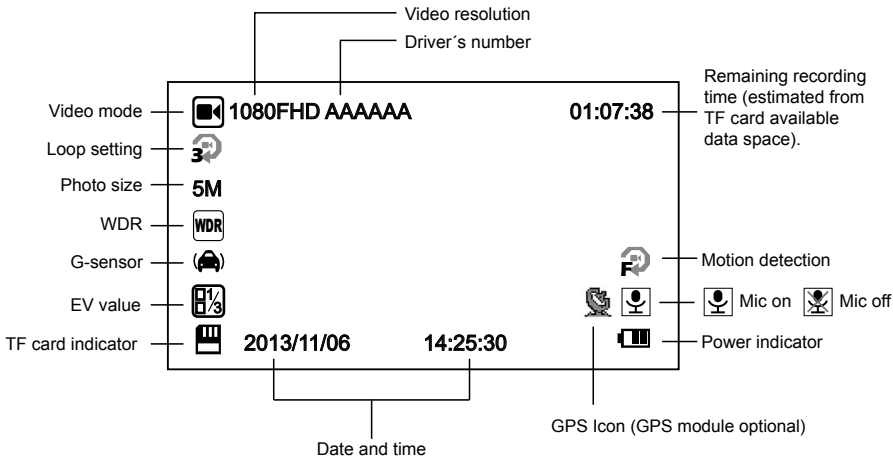 Video resolution
Driver´s number
Video mode
1080FHD AAAAAA
01:07:38
Remaining recording
time (estimated from
TF card available
data space).
Loop setting
3
Photo size
5M
WDR
WDR
G-sensor
F
Motion detection
EV value
1/3
Mic on
Mic off
TF card indicator
2013/11/06
14:25:30
Power indicator
GPS Icon (GPS module optional)
Date and time